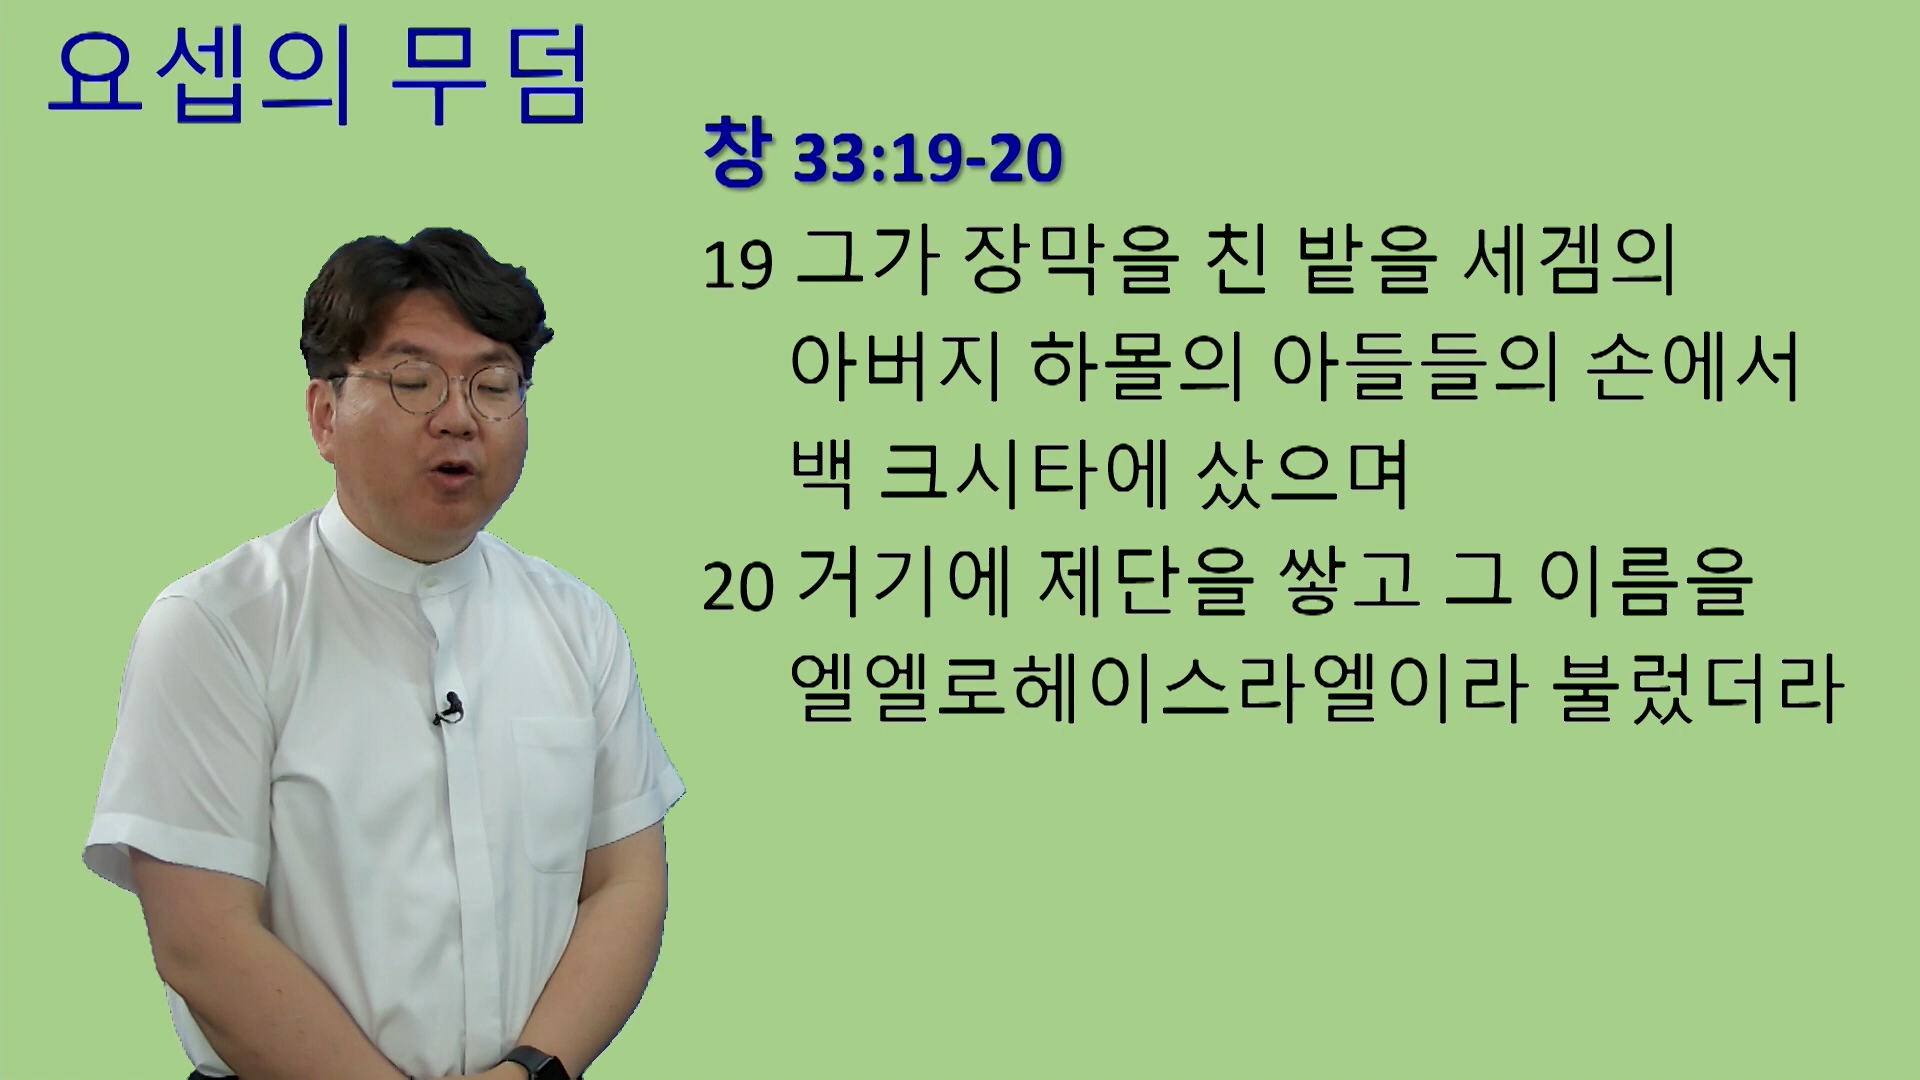 요셉의 무덤
창 33:19-20
19 그가 장막을 친 밭을 세겜의
아버지 하몰의 아들들의 손에서
백 크시타에 샀으며
20 거기에 제단을 쌓고 그 이름을
엘엘로헤이스라엘이라 불렀더라